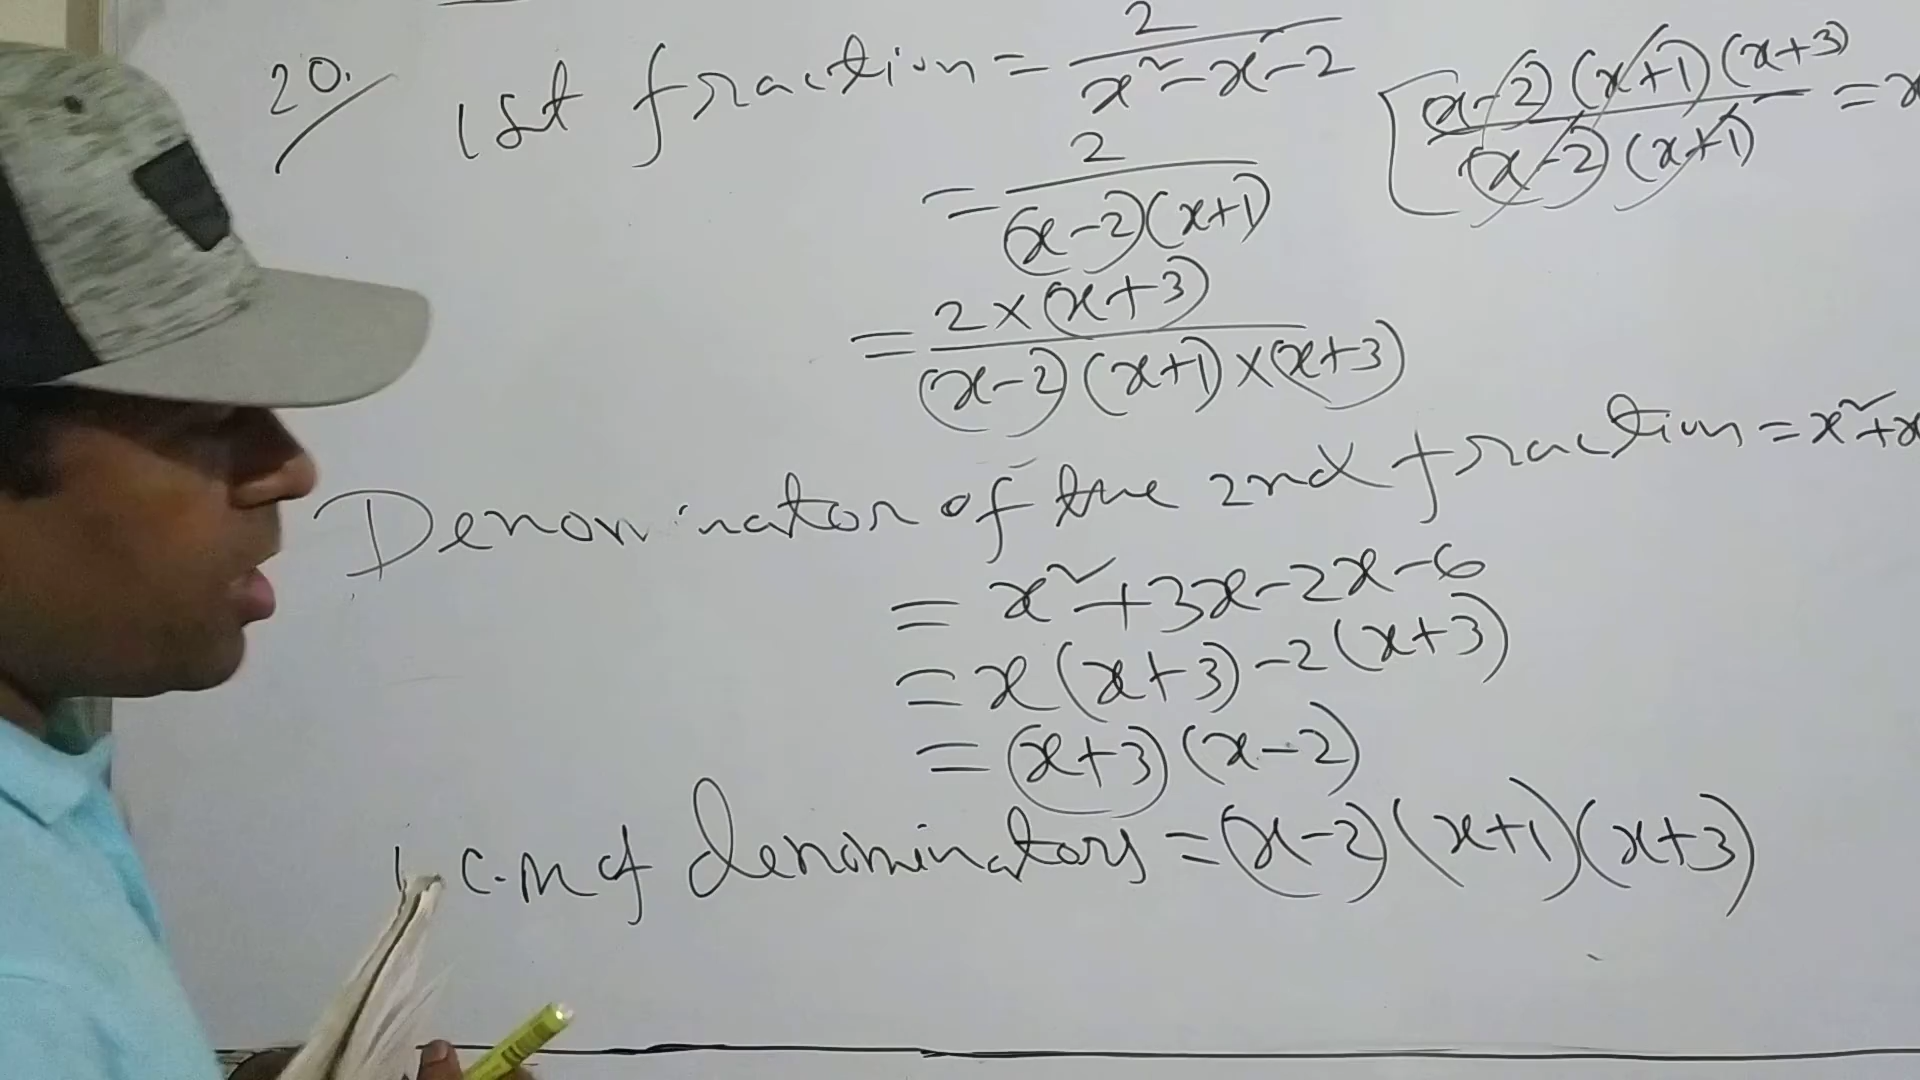 20.
1st fraction = 2/(x²-x-2)
= 2/((x-2)(x+1))
= (2×(x+3))/((x-2)(x+1)×(x+3))
[((x-2)(x+1)(x+3))/((x-2)(x+1)) = x
Denominator of the 2nd fraction = x²+x
= x²+3x-2x-6
= x(x+3)-2(x+3)
= (x+3)(x-2)
L.C.M of denominators = (x-2)(x+1)(x+3)